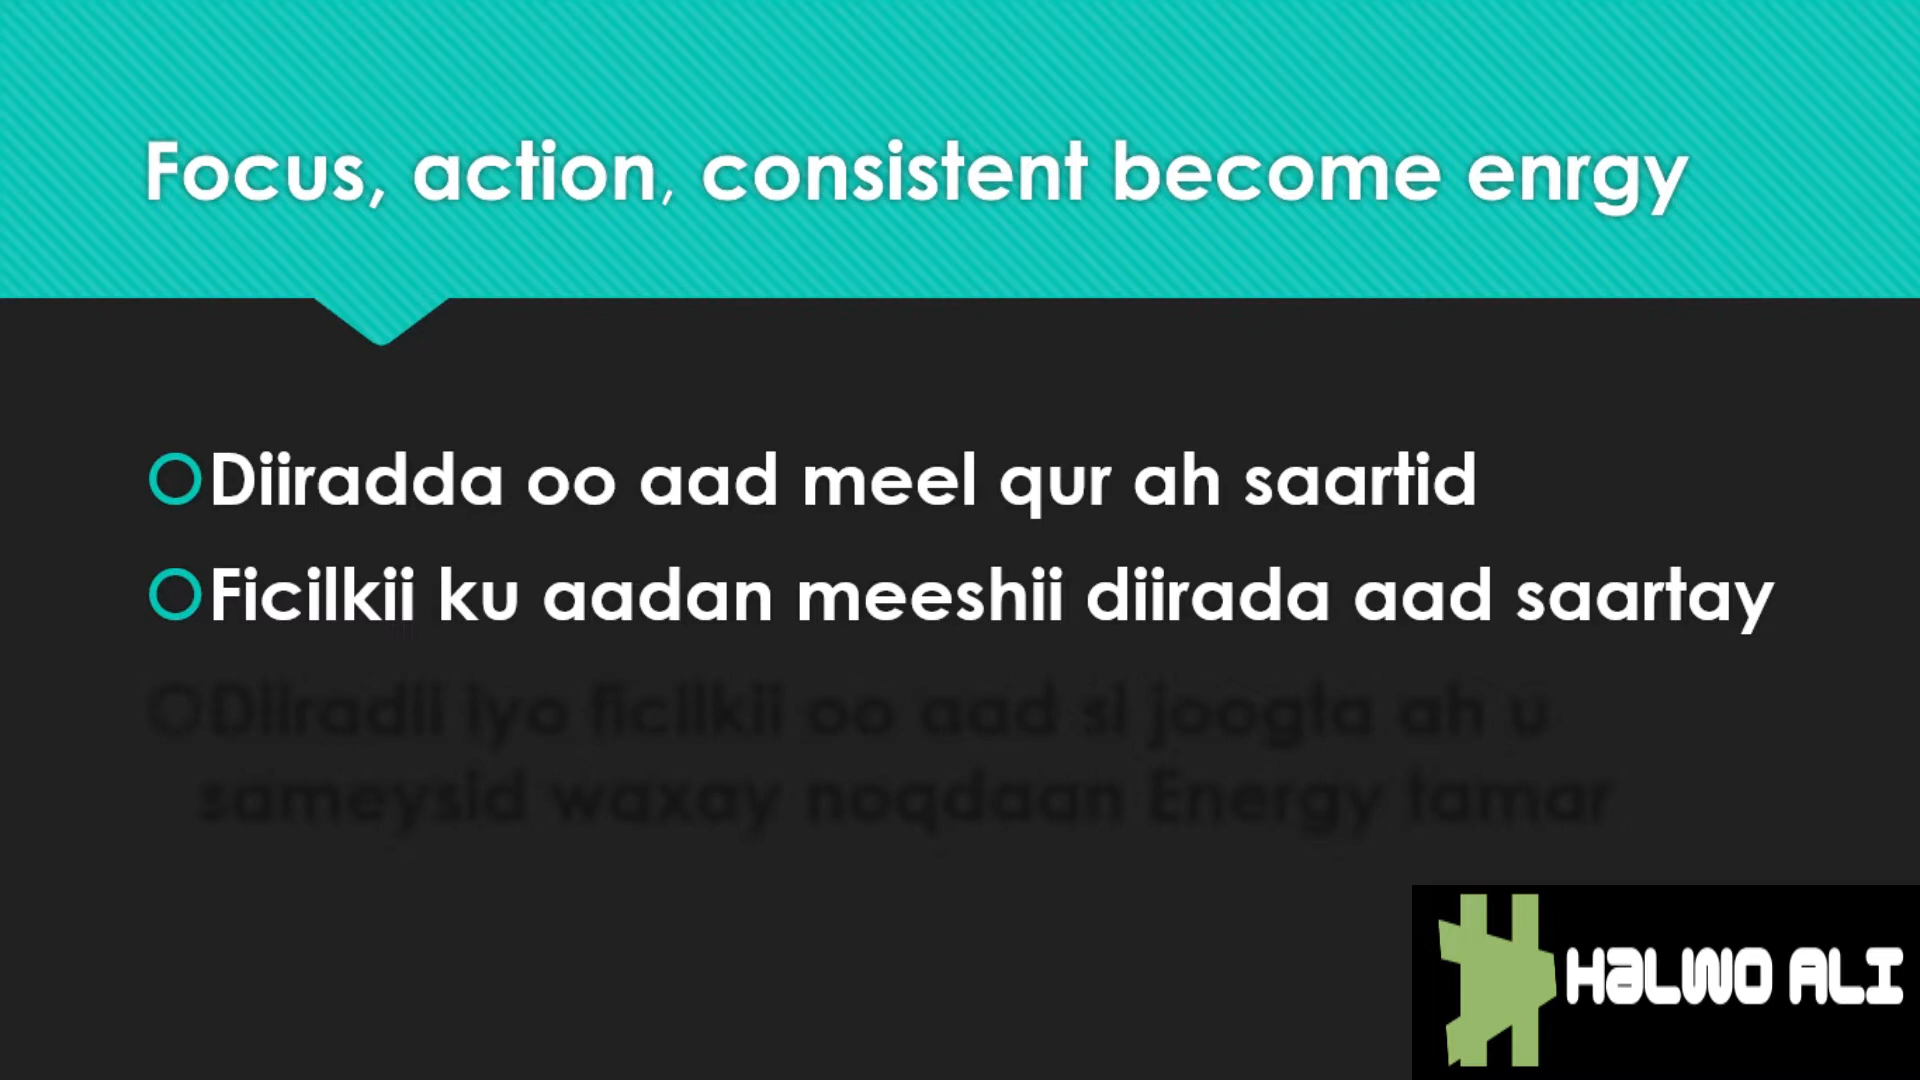 Focus, action, consistent become enrgy
Diiradda oo aad meel qur ah saartid
Ficilkii ku aadan meeshii diirada aad saartay
Diiradii iyo ficilkii oo aad si joogta ah u
sameysid waxay noqdaan Energy tamar
HALWO ALI